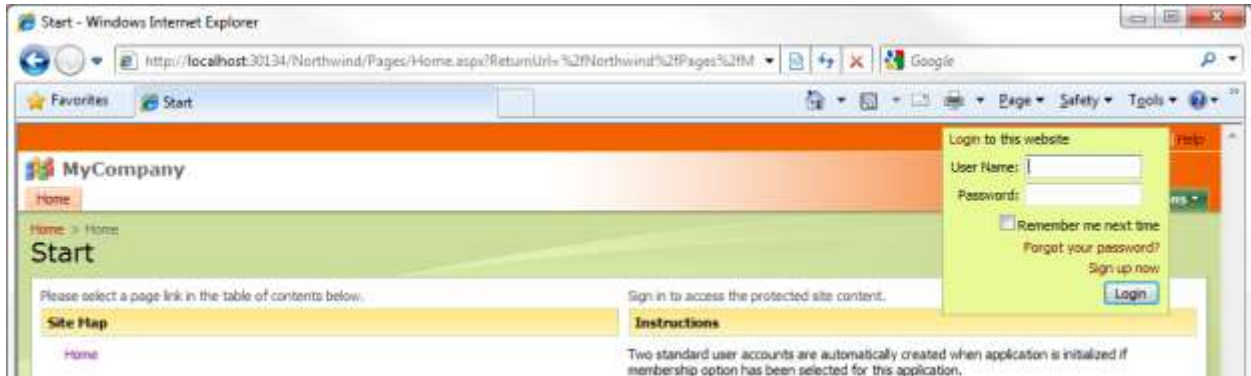 Start - Windows Internet Explorer
http://localhost:30134/Northwind/Pages/Home.aspx?ReturnUrl=%2fNorthwind%2fPages%2fM
Google
Favorites
Start
Page
Safety
Tools
Login to this website
Help
MyCompany
User Name:
Password:
Home
Remember me next time
Home > Home
Forgot your password?
Start
Sign up now
Login
Please select a page link in the table of contents below.
Sign in to access the protected site content.
Site Map
Instructions
Home
Two standard user accounts are automatically created when application is initialized if
membership option has been selected for this application.